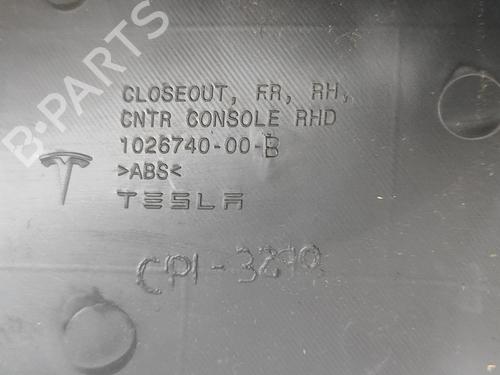 B-PARTS
CLOSEOUT, FR, RH,
CNTR CONSOLE RHD
1026740-00-B
>ABS<
TESLA
CPI-3290